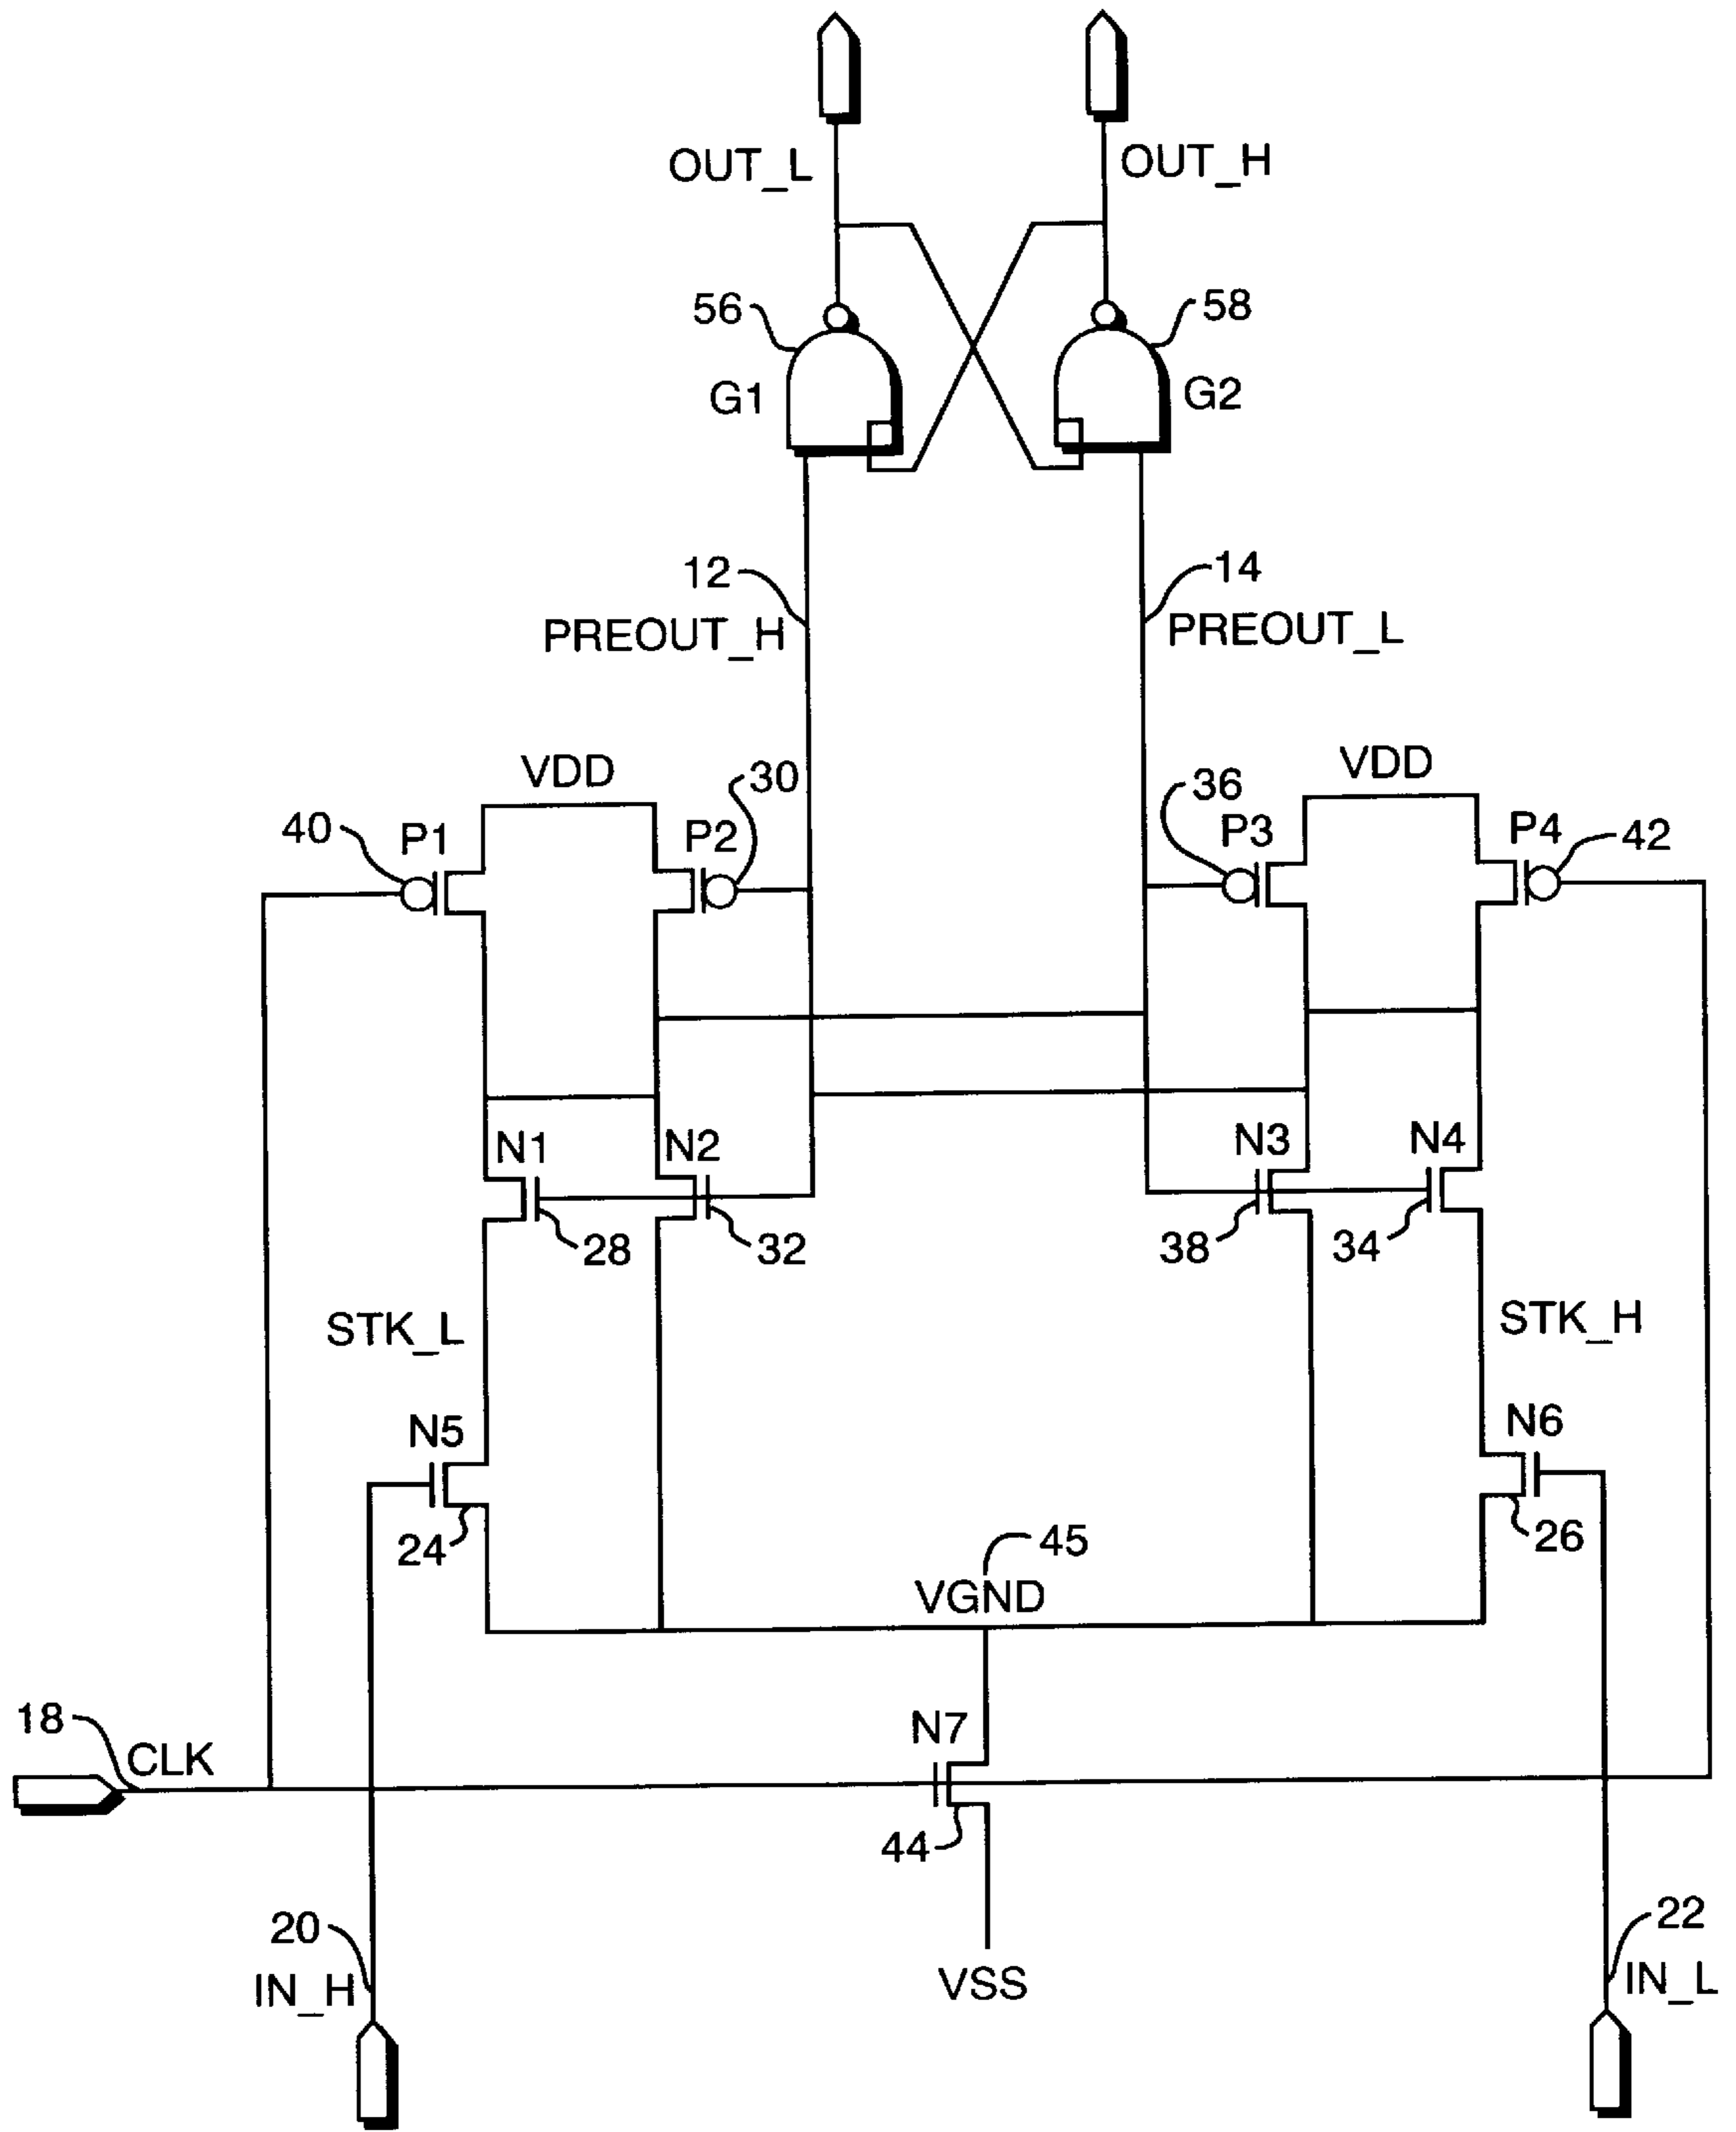 OUT_L
OUT_H
56
58
G1
G2
12
14
PREOUT_H
PREOUT_L
VDD
VDD
40
P1
P2
30
36
P3
P4
42
N1
N2
N3
N4
28
32
38
34
STK_L
STK_H
N5
N6
24
26
45
VGND
18
CLK
N7
44
20
22
IN_H
IN_L
VSS